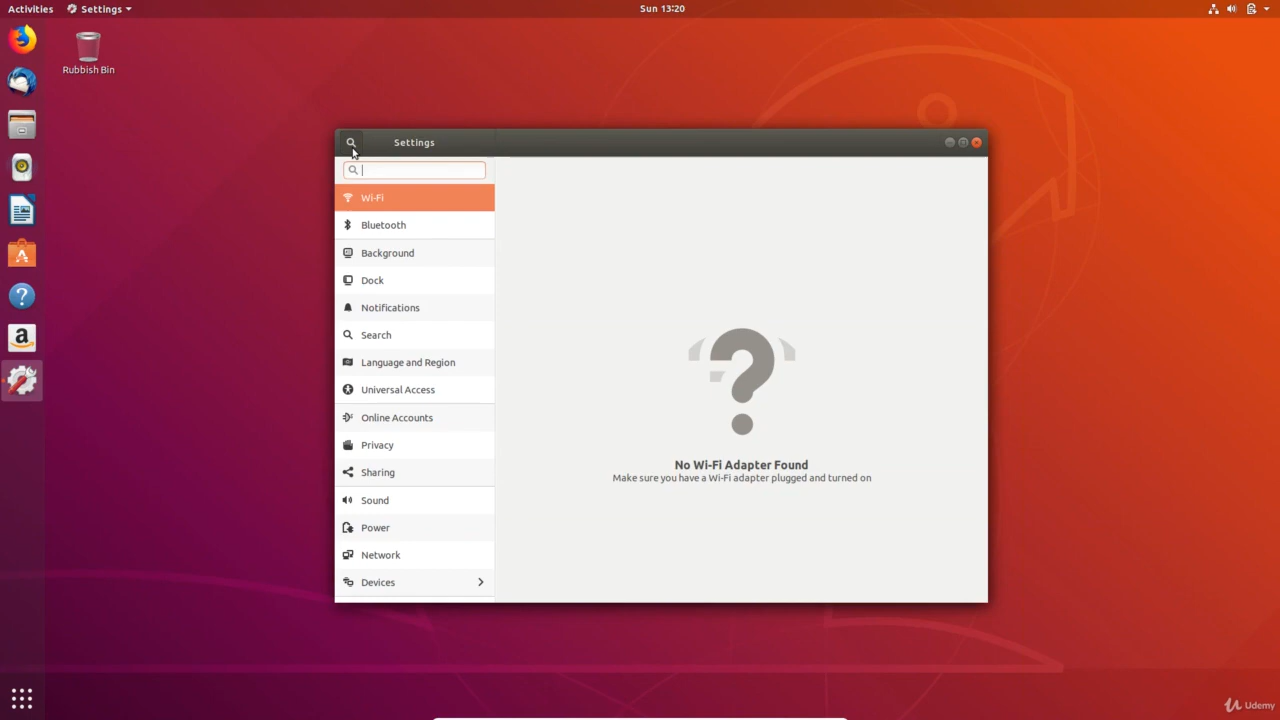 Activities Settings Sun 13:20
Rubbish Bin
Settings
Wi-Fi
Bluetooth
Background
Dock
Notifications
Search
Language and Region
Universal Access
Online Accounts
Privacy
Sharing
Sound
Power
Network
Devices
No Wi-Fi Adapter Found
Make sure you have a Wi-Fi adapter plugged and turned on
Udemy